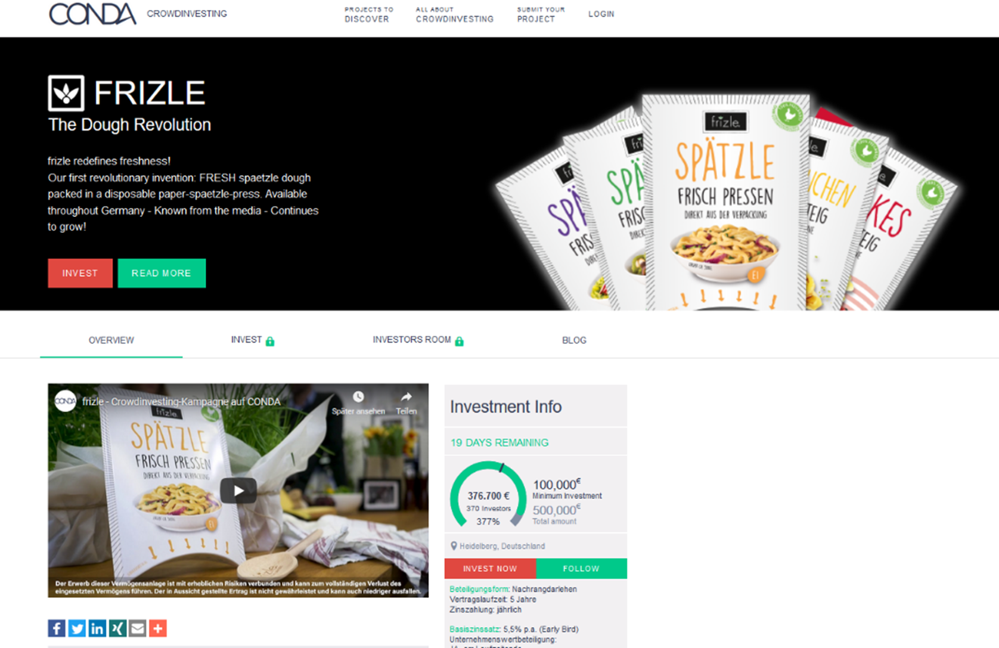 CONDA CROWDINVESTING
PROJECTS TO
DISCOVER
ALL ABOUT
CROWDINVESTING
SUBMIT YOUR
PROJECT
LOGIN
FRIZLE
The Dough Revolution
frizle redefines freshness!
Our first revolutionary invention: FRESH spaetzle dough
packed in a disposable paper-spaetzle-press. Available
throughout Germany - Known from the media - Continues
to grow!
INVEST
READ MORE
frizle.
SPÄTZLE
FRISCH PRESSEN
DIREKT AUS DER VERPACKUNG
EI
OVERVIEW
INVEST
INVESTORS ROOM
BLOG
CONDA
frizle - Crowdinvesting-Kampagne auf CONDA
Später ansehen
Teilen
frizle.
SPÄTZLE
FRISCH PRESSEN
DIREKT AUS DER VERPACKUNG
EI
Der Erwerb dieser Vermögensanlage ist mit erheblichen Risiken verbunden und kann zum vollständigen Verlust des
eingesetzten Vermögens führen. Der in Aussicht gestellte Ertrag ist nicht gewährleistet und kann auch niedriger ausfallen.
Investment Info
19 DAYS REMAINING
376.700 €
370 Investors
377%
100,000€
Minimum Investment
500,000€
Total amount
Heidelberg, Deutschland
INVEST NOW
FOLLOW
Beteiligungsform: Nachrangdarlehen
Vertragslaufzeit: 5 Jahre
Zinszahlung: jährlich
Basiszinssatz: 5,5% p.a. (Early Bird)
Unternehmenswertbeteiligung: